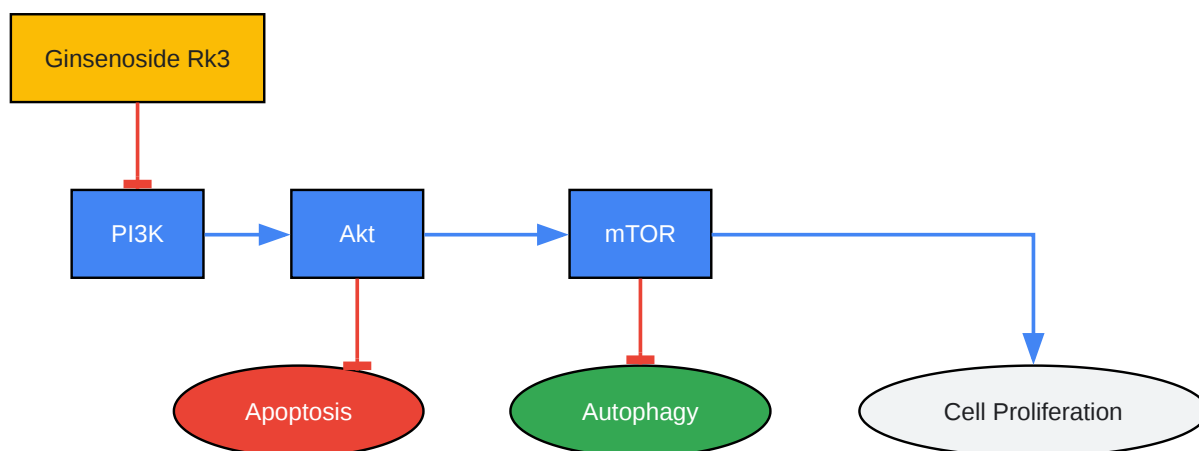 Ginsenoside Rk3
PI3K
Akt
mTOR
Apoptosis
Autophagy
Cell Proliferation